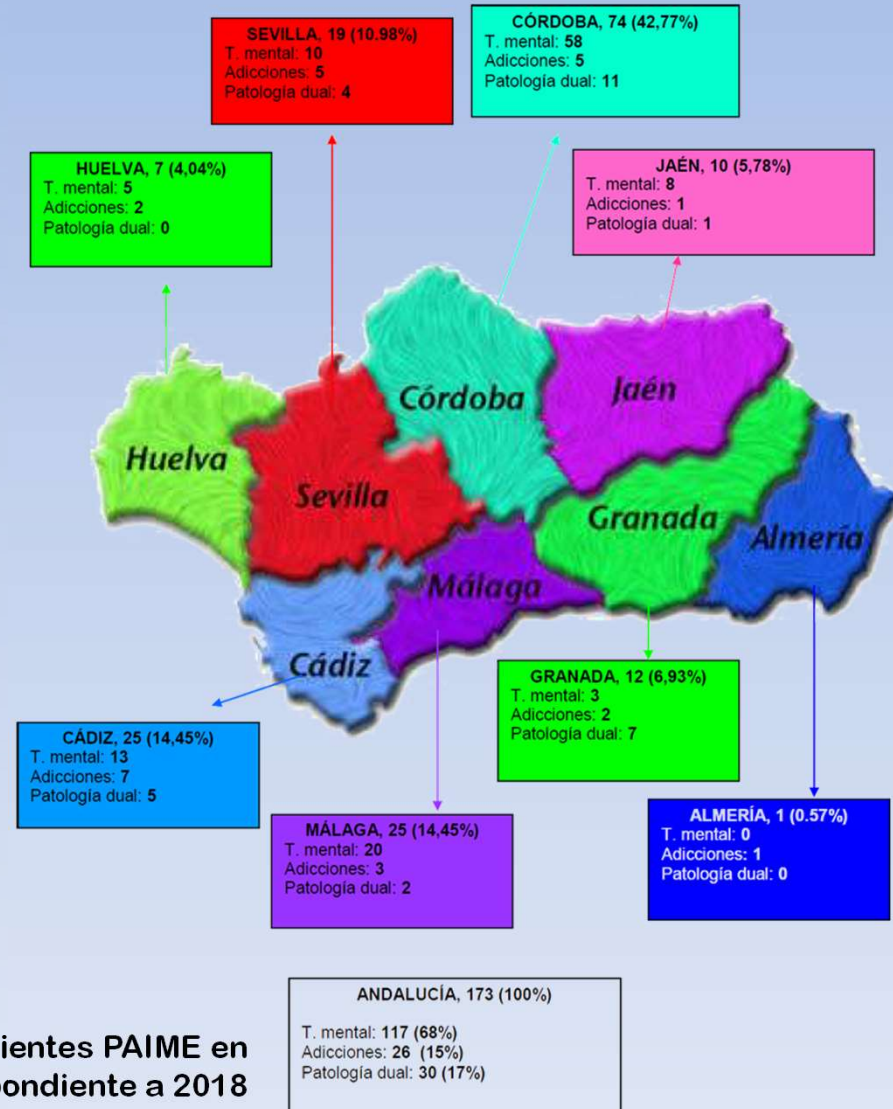 SEVILLA, 19 (10.98%)
T. mental: 10
Adicciones: 5
Patología dual: 4
CÓRDOBA, 74 (42,77%)
T. mental: 58
Adicciones: 5
Patología dual: 11
HUELVA, 7 (4,04%)
T. mental: 5
Adicciones: 2
Patología dual: 0
JAÉN, 10 (5,78%)
T. mental: 8
Adicciones: 1
Patología dual: 1
Huelva
Sevilla
Córdoba
Jaén
Granada
Almería
Málaga
Cádiz
CÁDIZ, 25 (14,45%)
T. mental: 13
Adicciones: 7
Patología dual: 5
MÁLAGA, 25 (14,45%)
T. mental: 20
Adicciones: 3
Patología dual: 2
GRANADA, 12 (6,93%)
T. mental: 3
Adicciones: 2
Patología dual: 7
ALMERÍA, 1 (0.57%)
T. mental: 0
Adicciones: 1
Patología dual: 0
ANDALUCÍA, 173 (100%)
T. mental: 117 (68%)
Adicciones: 26 (15%)
Patología dual: 30 (17%)
ientes PAIME en
pondiente a 2018